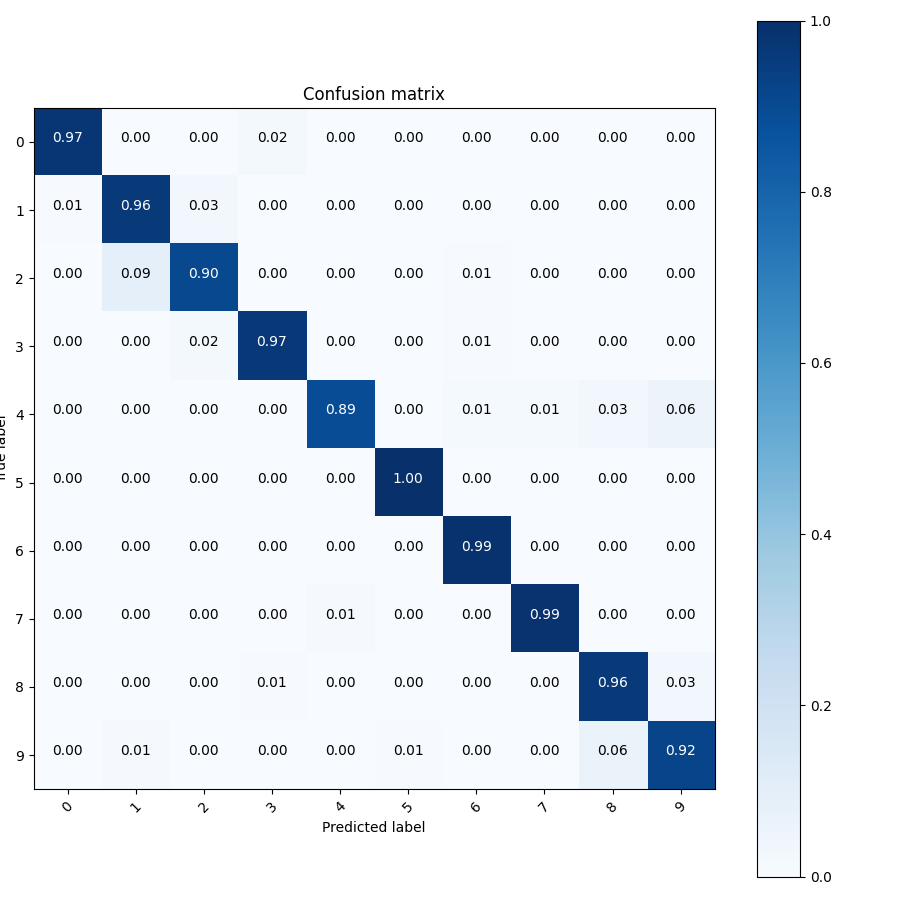 Confusion matrix
0 0.97 0.00 0.00 0.02 0.00 0.00 0.00 0.00 0.00 0.00
1 0.01 0.96 0.03 0.00 0.00 0.00 0.00 0.00 0.00 0.00
2 0.00 0.09 0.90 0.00 0.00 0.00 0.01 0.00 0.00 0.00
3 0.00 0.00 0.02 0.97 0.00 0.00 0.01 0.00 0.00 0.00
4 0.00 0.00 0.00 0.00 0.89 0.00 0.01 0.01 0.03 0.06
5 0.00 0.00 0.00 0.00 0.00 1.00 0.00 0.00 0.00 0.00
6 0.00 0.00 0.00 0.00 0.00 0.00 0.99 0.00 0.00 0.00
7 0.00 0.00 0.00 0.00 0.01 0.00 0.00 0.99 0.00 0.00
8 0.00 0.00 0.00 0.01 0.00 0.00 0.00 0.00 0.96 0.03
9 0.00 0.01 0.00 0.00 0.00 0.01 0.00 0.00 0.06 0.92
0 1 2 3 4 5 6 7 8 9
Predicted label
True label
1.0
0.8
0.6
0.4
0.2
0.0